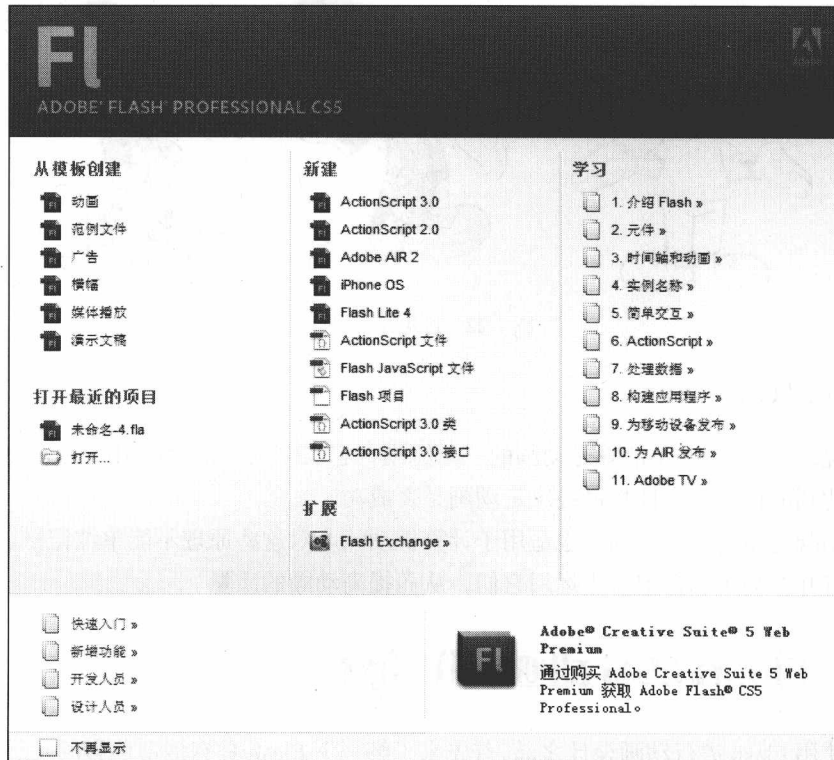 Fl
ADOBE® FLASH® PROFESSIONAL CS5
Adobe
从模板创建
动画
范例文件
广告
横幅
媒体播放
演示文稿
打开最近的项目
未命名-4.fla
打开...
新建
ActionScript 3.0
ActionScript 2.0
Adobe AIR 2
iPhone OS
Flash Lite 4
ActionScript 文件
Flash JavaScript 文件
Flash 项目
ActionScript 3.0 类
ActionScript 3.0 接口
扩展
Flash Exchange »
学习
1. 介绍 Flash »
2. 元件 »
3. 时间轴和动画 »
4. 实例名称 »
5. 简单交互 »
6. ActionScript »
7. 处理数据 »
8. 构建应用程序 »
9. 为移动设备发布 »
10. 为 AIR 发布 »
11. Adobe TV »
快速入门 »
新增功能 »
开发人员 »
设计人员 »
不再显示
Fl
Adobe® Creative Suite® 5 Web
Premium
通过购买 Adobe Creative Suite 5 Web
Premium 获取 Adobe Flash® CS5
Professional。